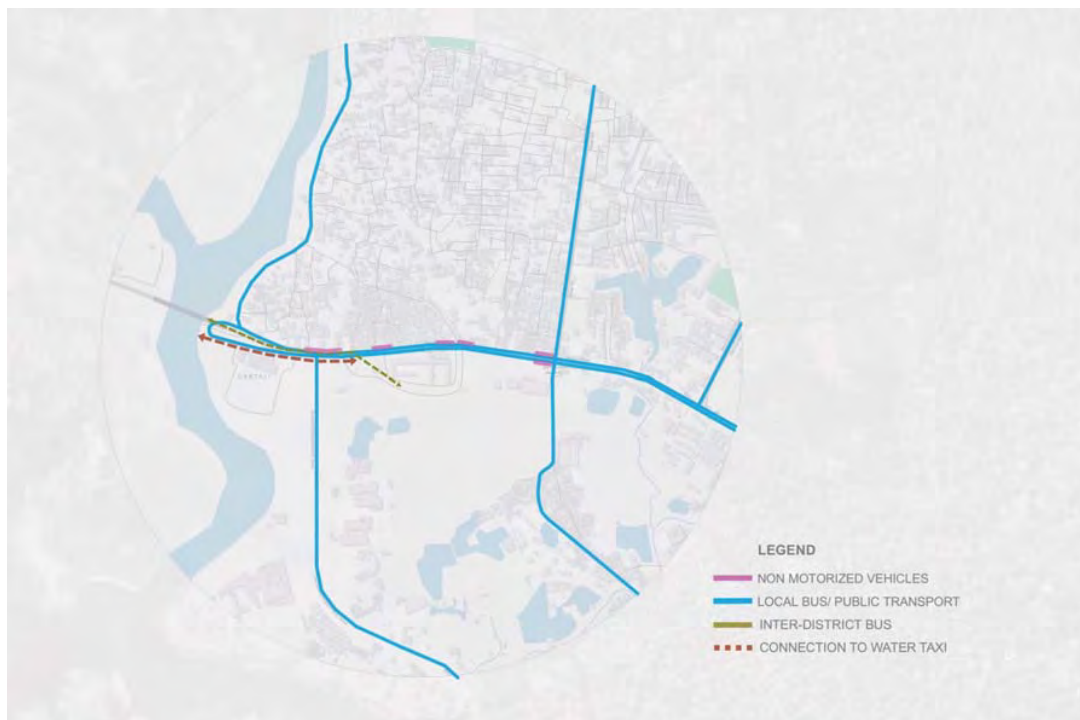 LEGEND
NON MOTORIZED VEHICLES
LOCAL BUS/ PUBLIC TRANSPORT
INTER-DISTRICT BUS
CONNECTION TO WATER TAXI